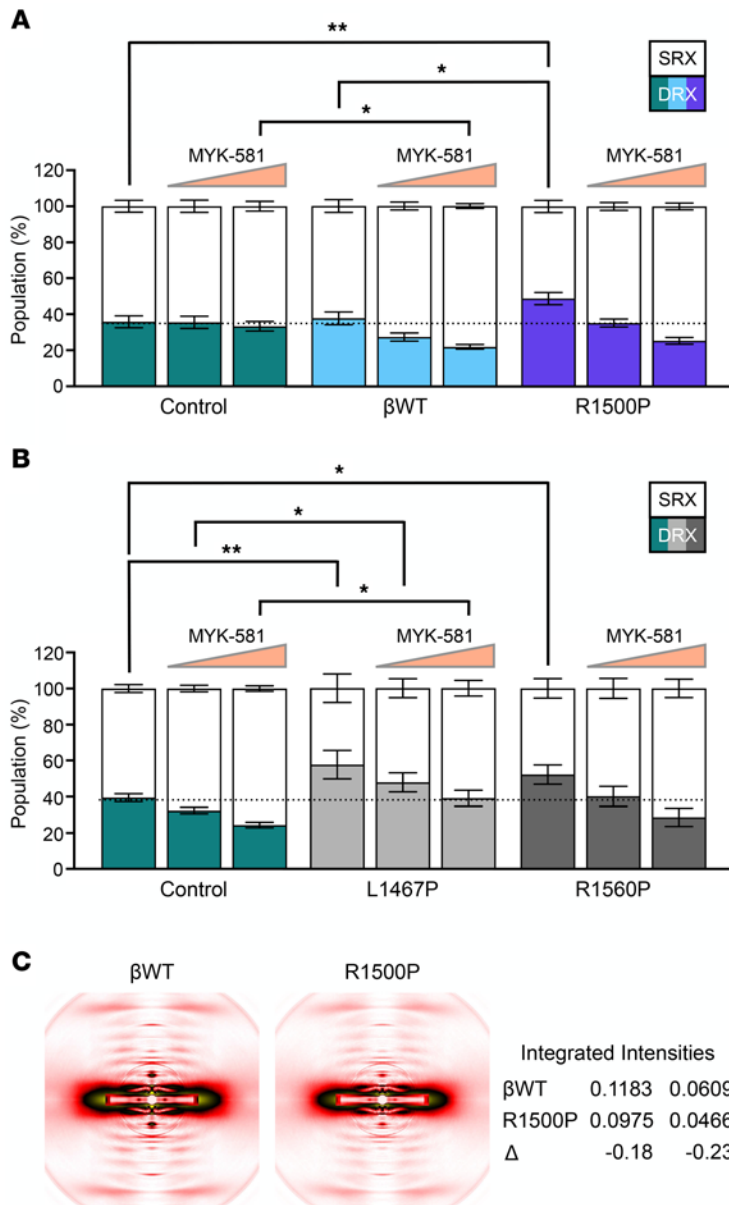 A
**
SRX
*
DRX
*
MYK-581 MYK-581 MYK-581
120
100
80
60
40
20
0
Population (%)
Control βWT R1500P
B
*
SRX
*
DRX
**
*
MYK-581 MYK-581 MYK-581
120
100
80
60
40
20
0
Population (%)
Control L1467P R1560P
C
βWT R1500P
Integrated Intensities
βWT 0.1183 0.0609
R1500P 0.0975 0.0466
Δ -0.18 -0.23